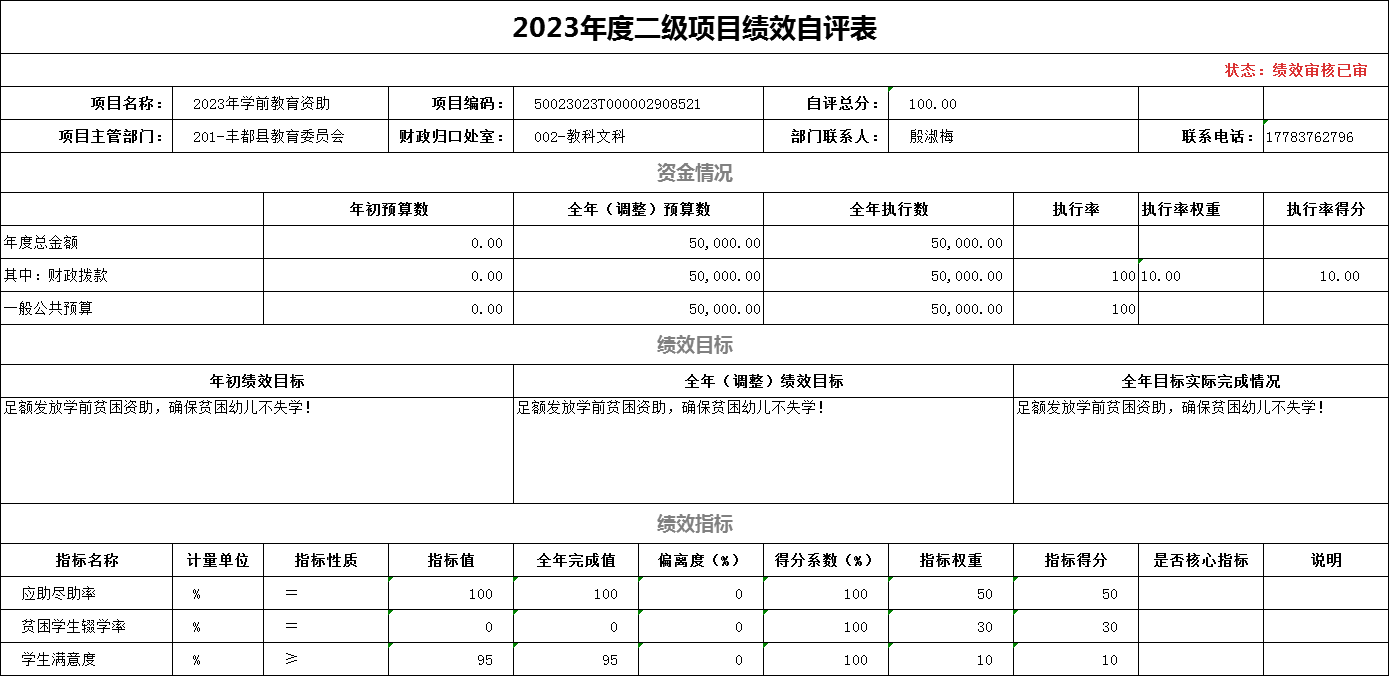 2023年度二级项目绩效自评表
状态：绩效审核已审
项目名称： 2023年学前教育资助 项目编码： 50023023T000002908521 自评总分： 100.00
项目主管部门： 201-丰都县教育委员会 财政归口处室： 002-教科文科 部门联系人： 殷淑梅 联系电话： 17783762796
资金情况
年初预算数 全年（调整）预算数 全年执行数 执行率 执行率权重 执行率得分
年度总金额 0.00 50,000.00 50,000.00
其中：财政拨款 0.00 50,000.00 50,000.00 100 10.00 10.00
一般公共预算 0.00 50,000.00 50,000.00 100
绩效目标
年初绩效目标 全年（调整）绩效目标 全年目标实际完成情况
足额发放学前贫困资助，确保贫困幼儿不失学！ 足额发放学前贫困资助，确保贫困幼儿不失学！ 足额发放学前贫困资助，确保贫困幼儿不失学！
绩效指标
指标名称 计量单位 指标性质 指标值 全年完成值 偏离度（%） 得分系数（%） 指标权重 指标得分 是否核心指标 说明
应助尽助率 % ＝ 100 100 0 100 50 50
贫困学生辍学率 % ＝ 0 0 0 100 30 30
学生满意度 % ≥ 95 95 0 100 10 10